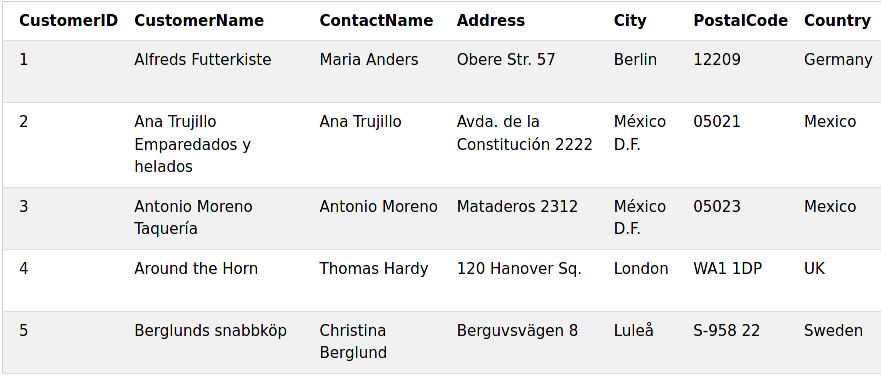 CustomerID CustomerName ContactName Address City PostalCode Country
1 Alfreds Futterkiste Maria Anders Obere Str. 57 Berlin 12209 Germany
2 Ana Trujillo Ana Trujillo Avda. de la México 05021 Mexico
Emparedados y Constitución 2222 D.F.
helados
3 Antonio Moreno Antonio Moreno Mataderos 2312 México 05023 Mexico
Taquería D.F.
4 Around the Horn Thomas Hardy 120 Hanover Sq. London WA1 1DP UK
5 Berglunds snabbköp Christina Berguvsvägen 8 Luleå S-958 22 Sweden
Berglund